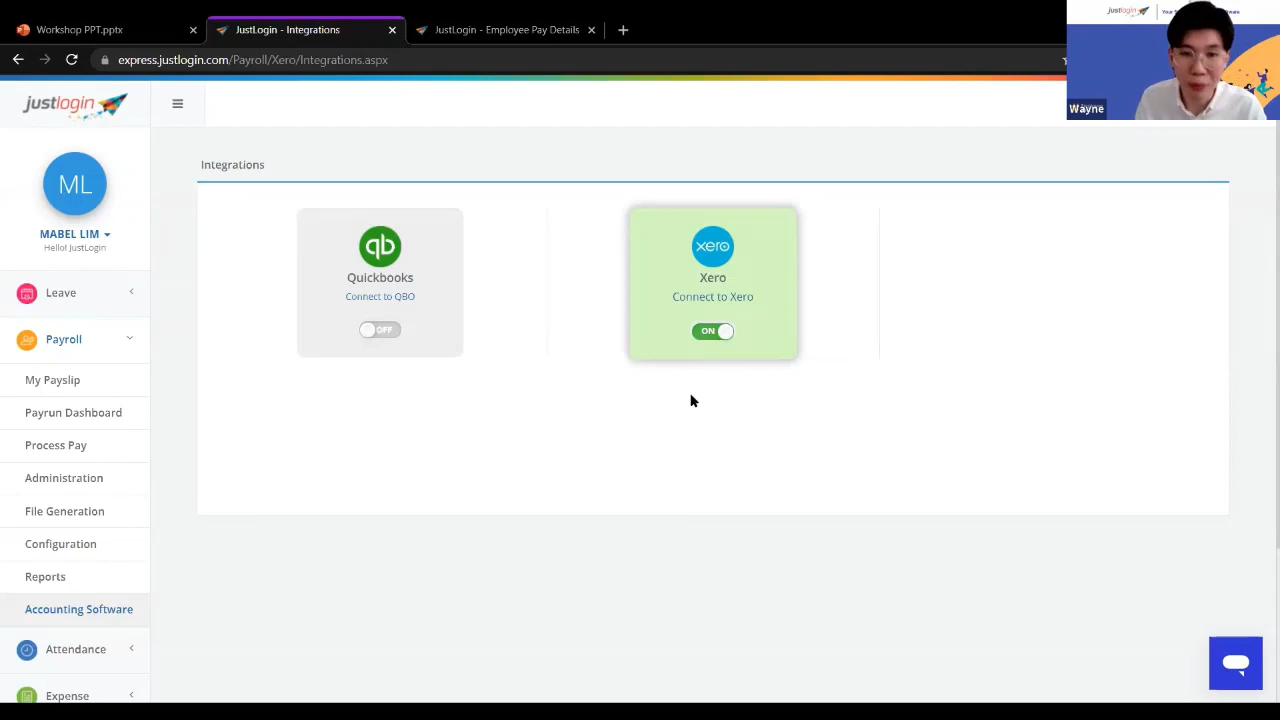 Workshop PPT.pptx
JustLogin - Integrations
JustLogin - Employee Pay Details
express.justlogin.com/Payroll/Xero/Integrations.aspx
justlogin
Wayne
justlogin
ML
MABEL LIM
Hello! JustLogin
Leave
Payroll
My Payslip
Payrun Dashboard
Process Pay
Administration
File Generation
Configuration
Reports
Accounting Software
Attendance
Expense
Integrations
qb
Quickbooks
Connect to QBO
OFF
xero
Xero
Connect to Xero
ON